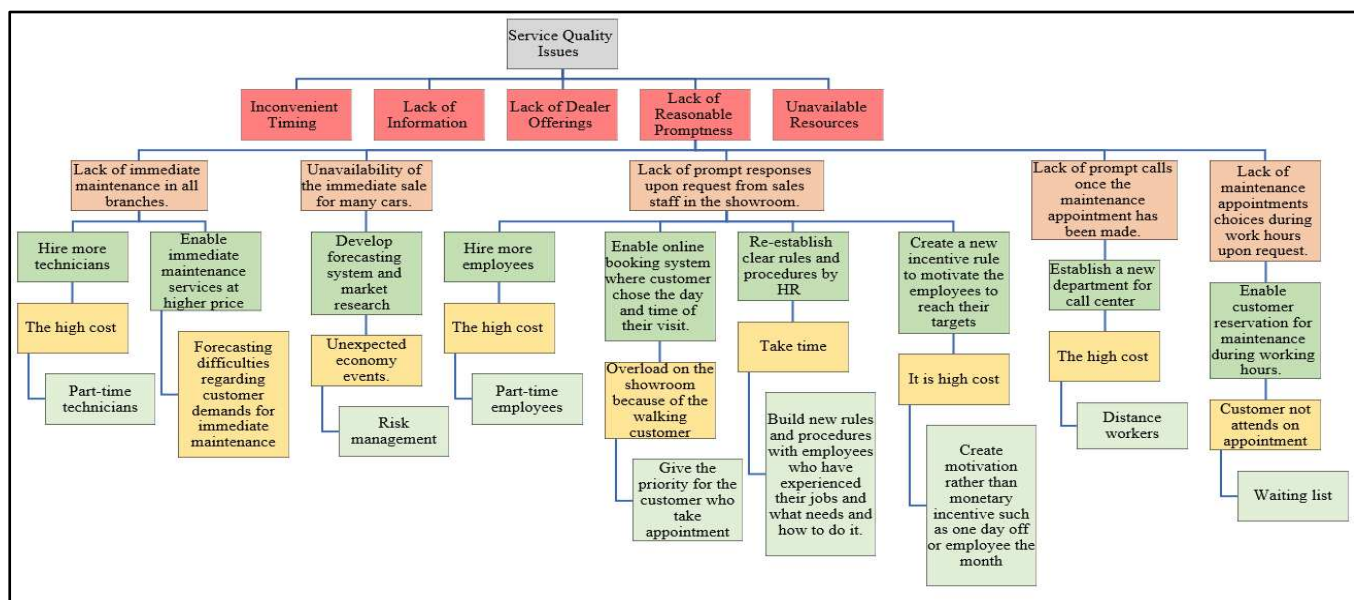 Service Quality
Issues
Inconvenient
Timing
Lack of
Information
Lack of Dealer
Offerings
Lack of
Reasonable
Promptness
Unavailable
Resources
Lack of immediate
maintenance in all
branches.
Unavailability of
the immediate sale
for many cars.
Lack of prompt responses
upon request from sales
staff in the showroom.
Lack of prompt calls
once the
maintenance
appointment has
been made.
Lack of
maintenance
appointments
choices during
work hours
upon request.
Hire more
technicians
Enable
immediate
maintenance
services at
higher price
Develop
forecasting
system and
market
research
Hire more
employees
Enable online
booking system
where customer
chose the day
and time of
their visit.
Re-establish
clear rules and
procedures by
HR
Create a new
incentive rule to
motivate the
employees to
reach their
targets
Establish a new
department for
call center
Enable
customer
reservation for
maintenance
during working
hours.
The high cost
Forecasting
difficulties
regarding
customer
demands for
immediate
maintenance
Unexpected
economy
events.
The high cost
Overload on the
showroom
because of the
walking
customer
Take time
It is high cost
The high cost
Customer not
attends on
appointment
Part-time
technicians
Risk
management
Part-time
employees
Give the
priority for the
customer who
take
appointment
Build new rules
and procedures
with employees
who have
experienced
their jobs and
what needs and
how to do it.
Create
motivation rather
than monetary
incentive such
as one day off
or employee the
month
Distance
workers
Waiting list